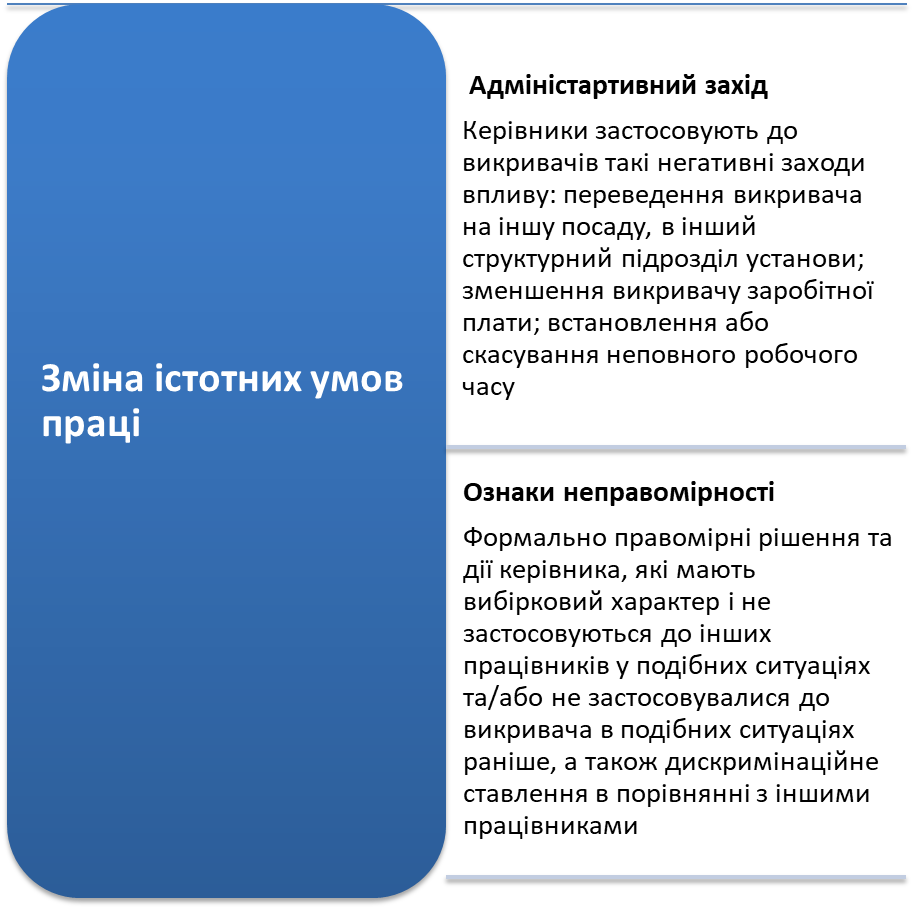 Зміна істотних умов
праці
Адміністартивний захід
Керівники застосовують до
викривачів такі негативні заходи
впливу: переведення викривача
на іншу посаду, в інший
структурний підрозділ установи;
зменшення викривачу заробітної
плати; встановлення або
скасування неповного робочого
часу
Ознаки неправомірності
Формально правомірні рішення та
дії керівника, які мають
вибірковий характер і не
застосовуються до інших
працівників у подібних ситуаціях
та/або не застосовувалися до
викривача в подібних ситуаціях
раніше, а також дискримінаційне
ставлення в порівнянні з іншими
працівниками